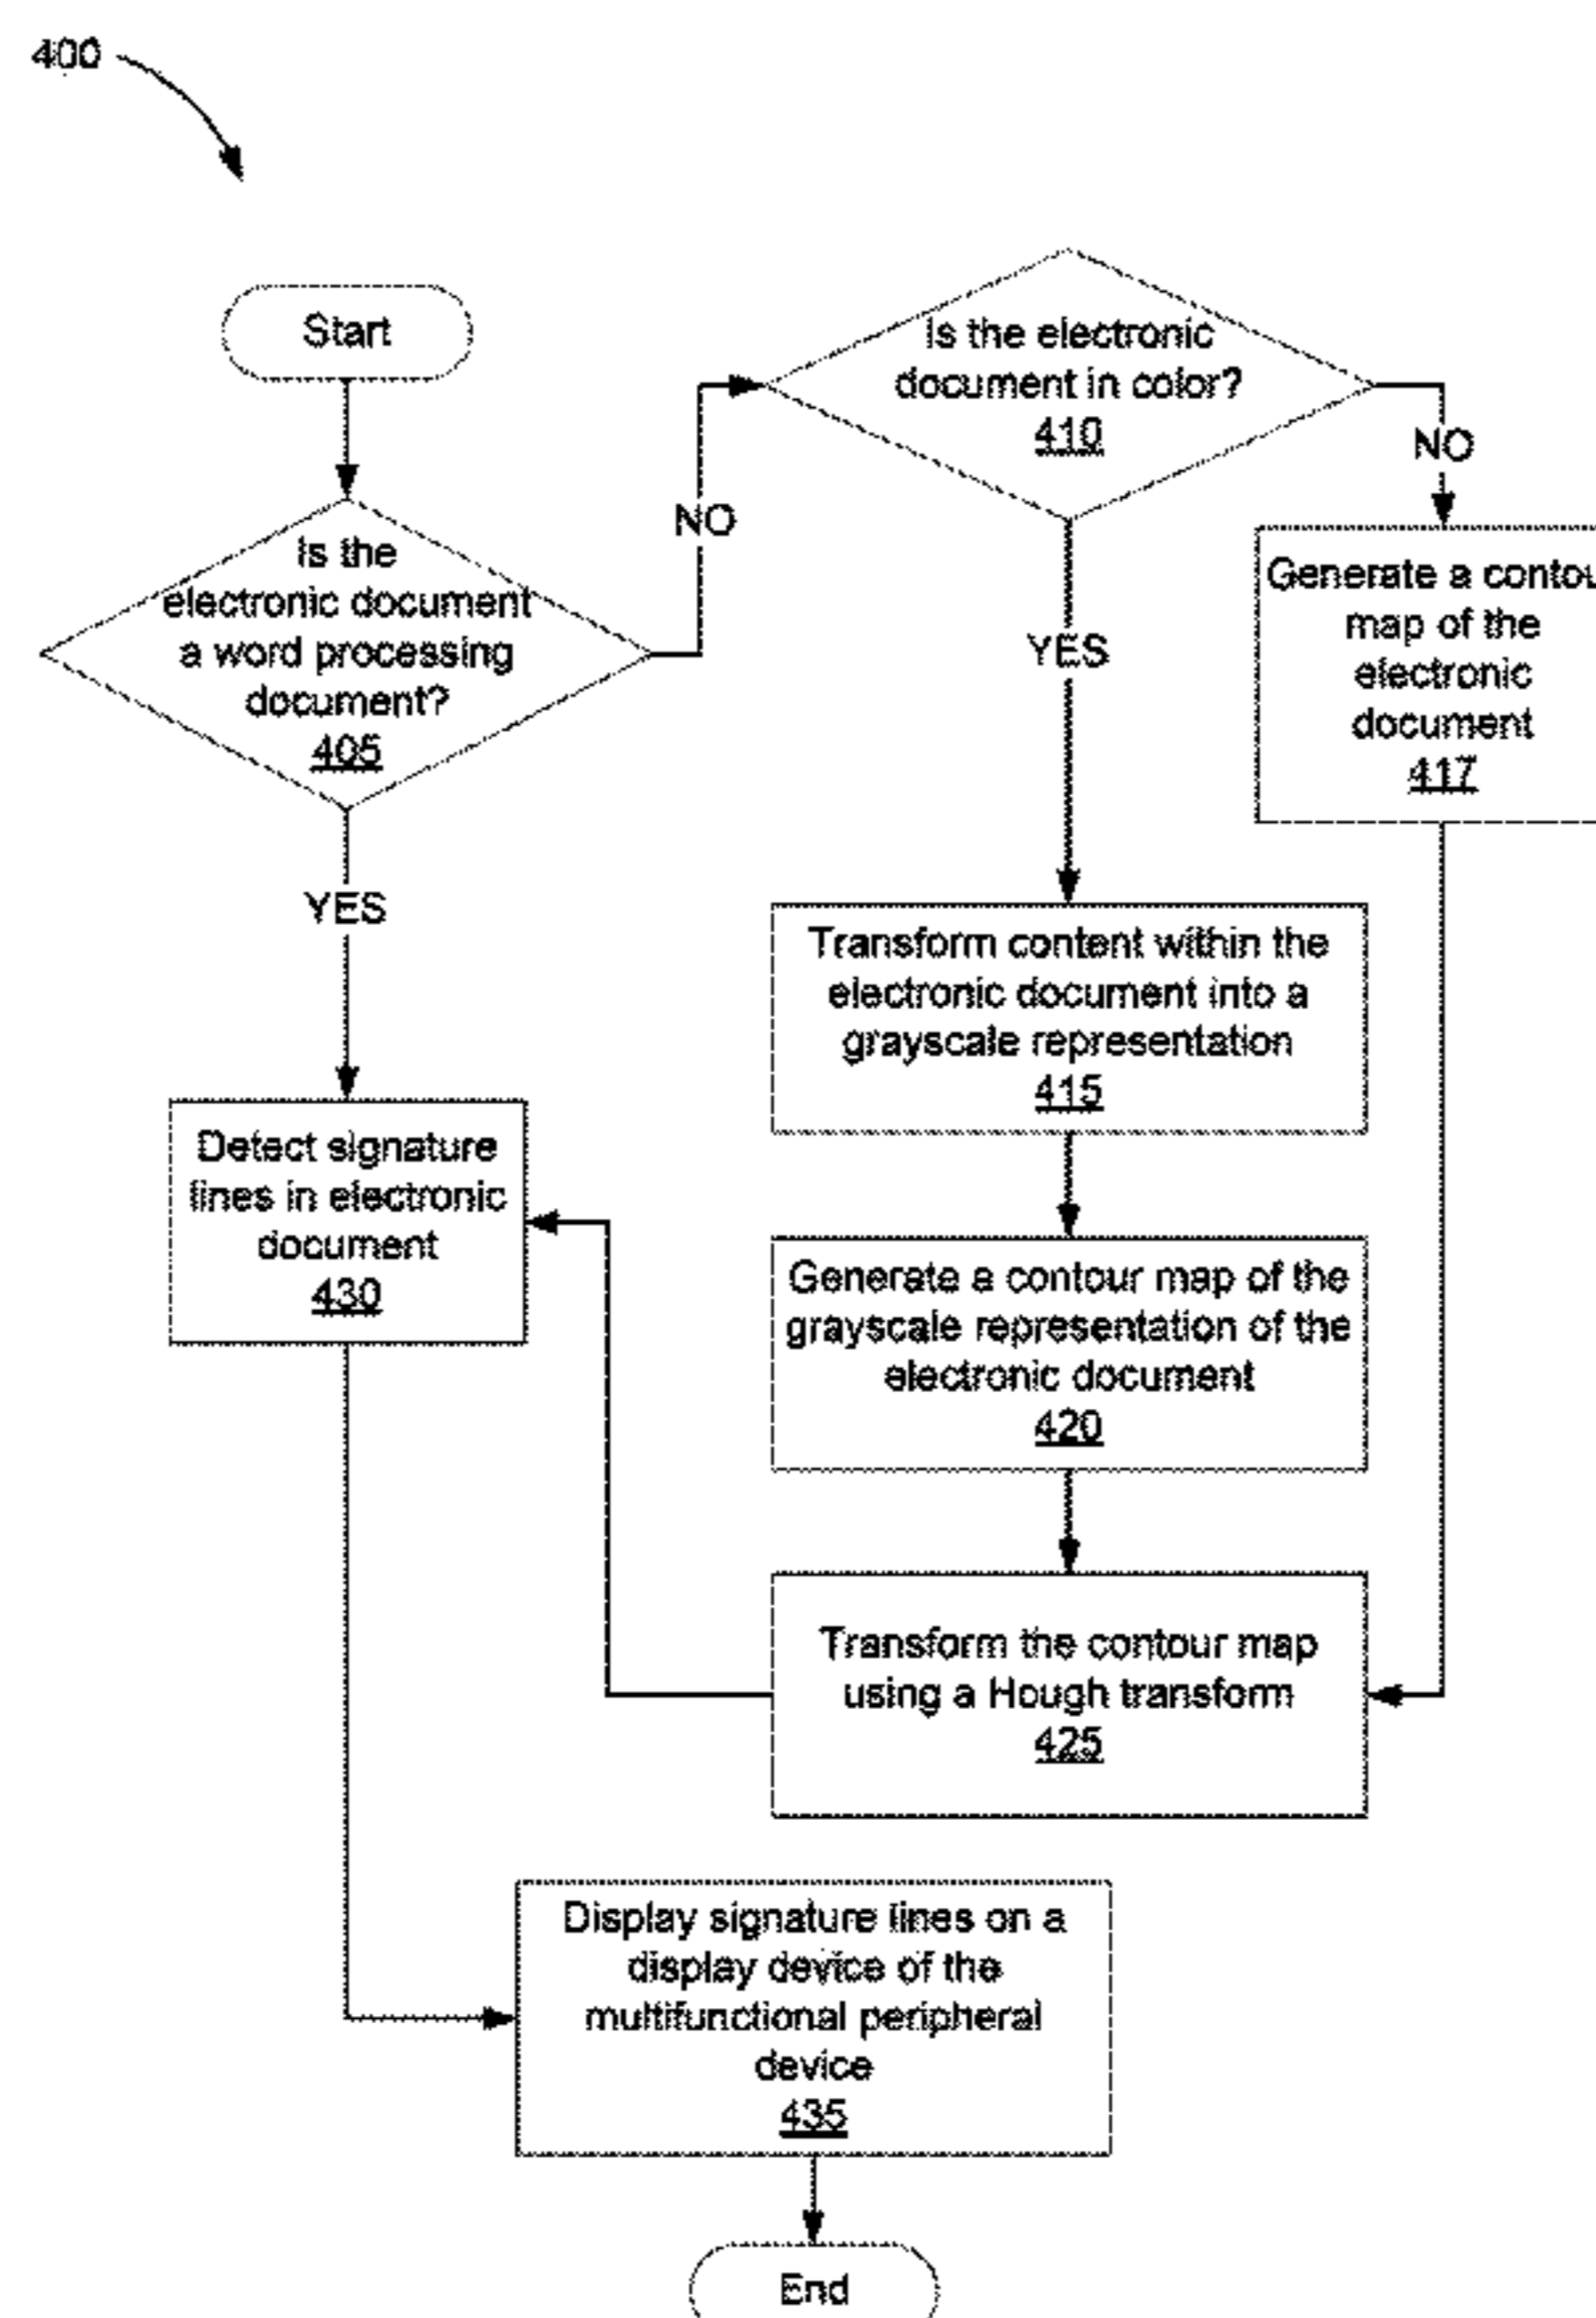 400
Start
Is the
electronic document
a word processing
document?
405
NO
YES
Is the electronic
document in color?
410
NO
YES
Generate a contou
map of the
electronic
document
417
Transform content within the
electronic document into a
grayscale representation
415
Generate a contour map of the
grayscale representation of the
electronic document
420
Transform the contour map
using a Hough transform
425
Detect signature
lines in electronic
document
430
Display signature lines on a
display device of the
multifunctional peripheral
device
435
End